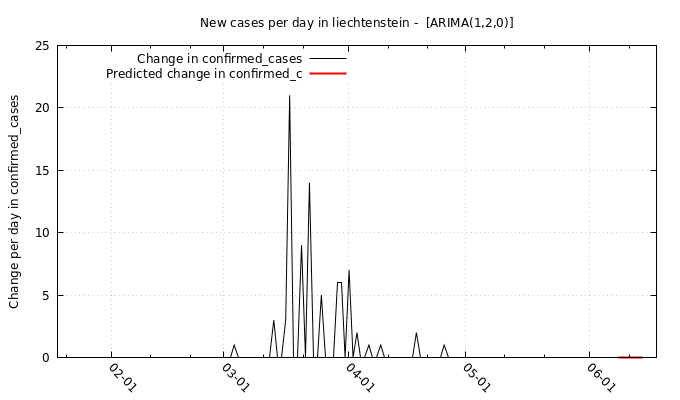 New cases per day in liechtenstein -  [ARIMA(1,2,0)]
Change in confirmed_cases
Predicted change in confirmed_c
Change per day in confirmed_cases
25
20
15
10
5
0
02-01
03-01
04-01
05-01
06-01